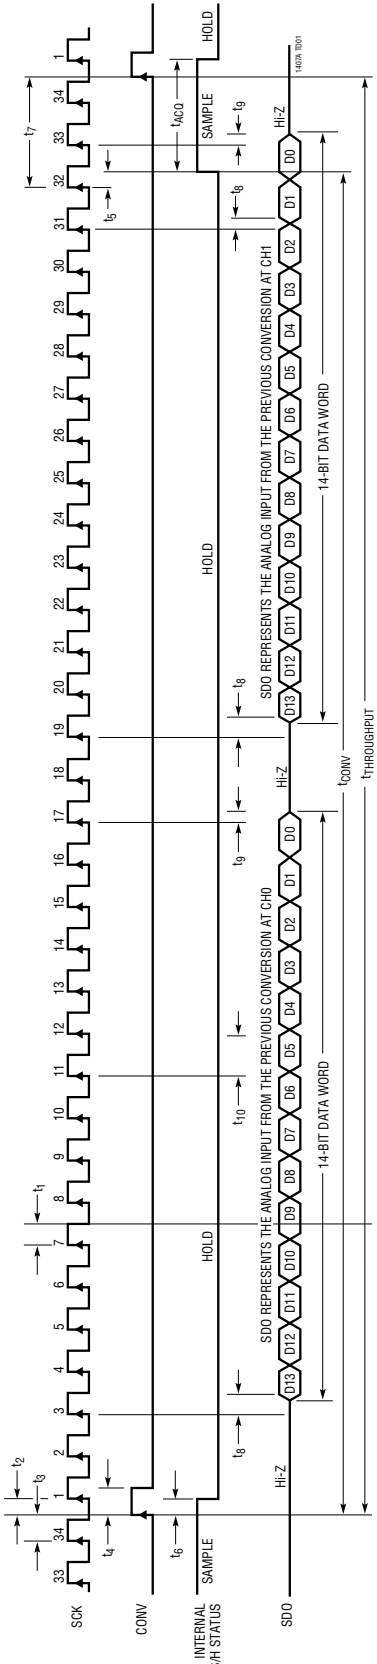 t2
t3
t1
t7
33
34
1
2
3
4
5
6
7
8
9
10
11
12
13
14
15
16
17
18
19
20
21
22
23
24
25
26
27
28
29
30
31
32
33
34
1
SCK
t4
t5
CONV
t6
tACQ
INTERNAL
S/H STATUS
SAMPLE
HOLD
HOLD
SAMPLE
HOLD
t8
t10
t9
t8
t8
t9
SDO REPRESENTS THE ANALOG INPUT FROM THE PREVIOUS CONVERSION AT CH0
SDO REPRESENTS THE ANALOG INPUT FROM THE PREVIOUS CONVERSION AT CH1
SDO
Hi-Z
D13
D12
D11
D10
D9
D8
D7
D6
D5
D4
D3
D2
D1
D0
Hi-Z
D13
D12
D11
D10
D9
D8
D7
D6
D5
D4
D3
D2
D1
D0
Hi-Z
1407A TD01
14-BIT DATA WORD
14-BIT DATA WORD
tCONV
tTHROUGHPUT